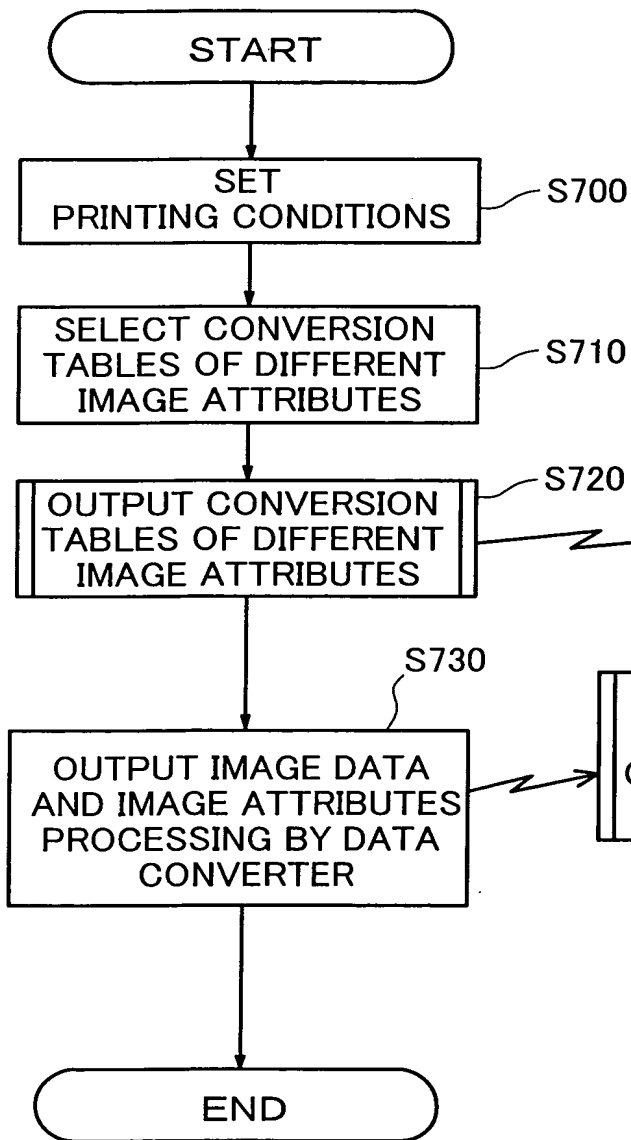 START
SET
PRINTING CONDITIONS
S700
SELECT CONVERSION
TABLES OF DIFFERENT
IMAGE ATTRIBUTES
S710
OUTPUT CONVERSION
TABLES OF DIFFERENT
IMAGE ATTRIBUTES
S720
S730
OUTPUT IMAGE DATA
AND IMAGE ATTRIBUTES
PROCESSING BY DATA
CONVERTER
END